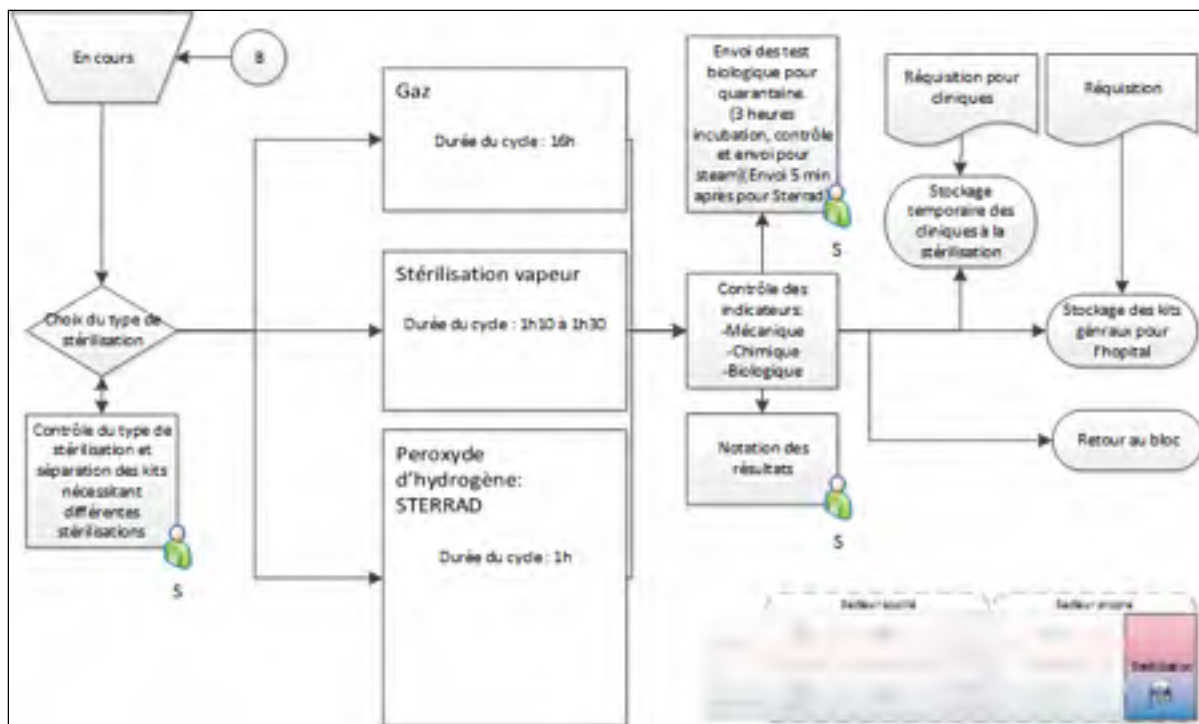 En cours
B
Gaz
Durée du cycle : 16h
Envoi des test
biologique pour
quarantaine.
(3 heures
incubation, contrôle
et envoi pour
steam)(Envoi 5 min
après pour Sterrad)
S
Réquisition pour
cliniques
Réquisition
Stockage
temporaire des
cliniques à la
stérilisation
Choix du type de
stérilisation
Stérilisation vapeur
Durée du cycle : 1h10 à 1h30
Contrôle des
indicateurs:
-Mécanique
-Chimique
-Biologique
Stockage des kits
génraux pour
l'hopital
Contrôle du type de
stérilisation et
séparation des kits
nécessitant
différentes
stérilisations
S
Peroxyde
d'hydrogène:
STERRAD
Durée du cycle : 1h
Notation des
résultats
S
Retour au bloc
Secteur propre
Stérilisation